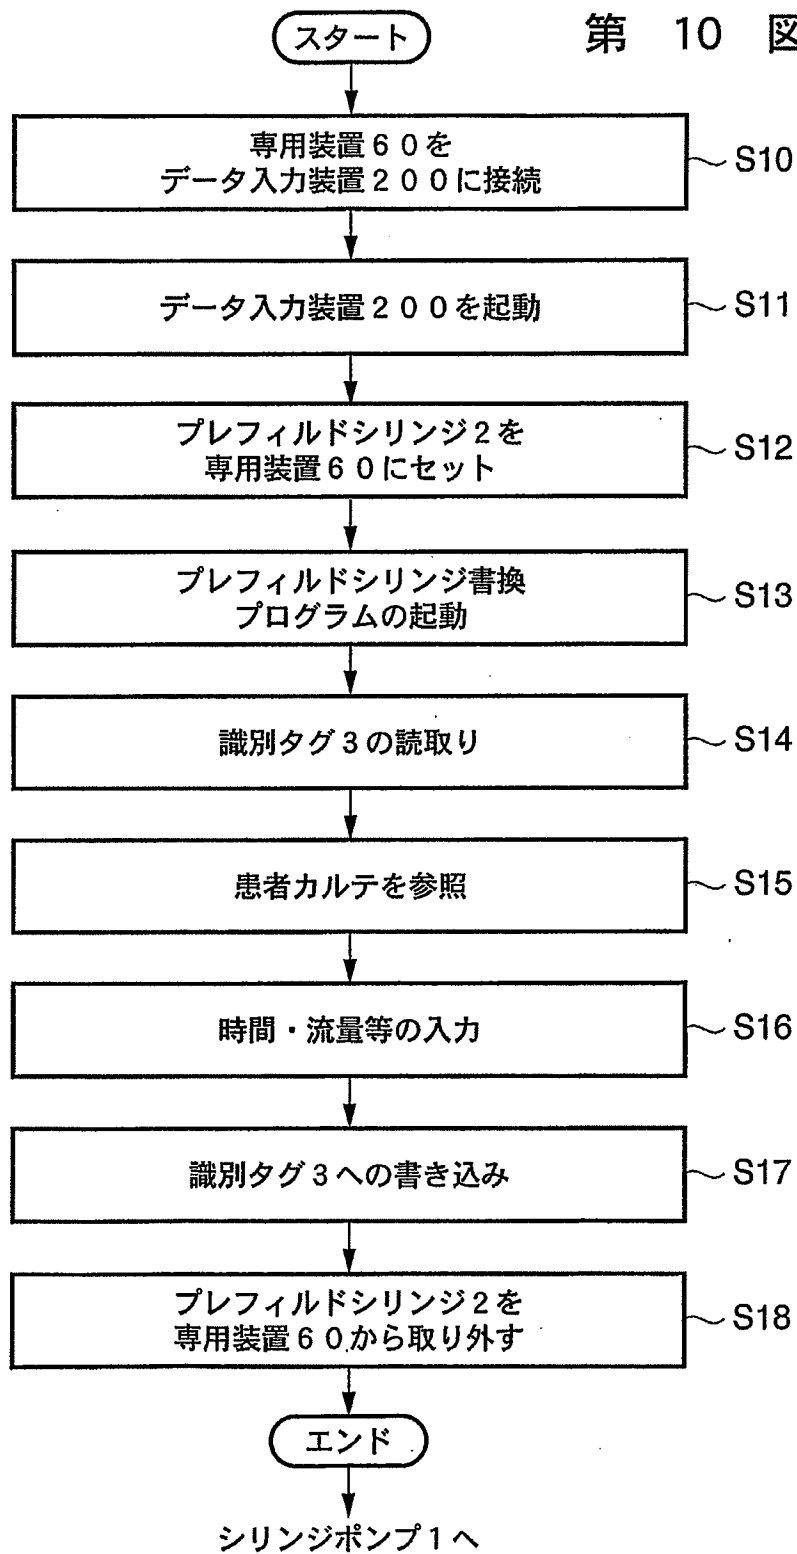 第 10 図
スタート
専用装置60を
データ入力装置200に接続
S10
データ入力装置200を起動
S11
プレフィルドシリンジ2を
専用装置60にセット
S12
プレフィルドシリンジ書換
プログラムの起動
S13
識別タグ3の読取り
S14
患者カルテを参照
S15
時間・流量等の入力
S16
識別タグ3への書き込み
S17
プレフィルドシリンジ2を
専用装置60から取り外す
S18
エンド
シリンジポンプ1へ